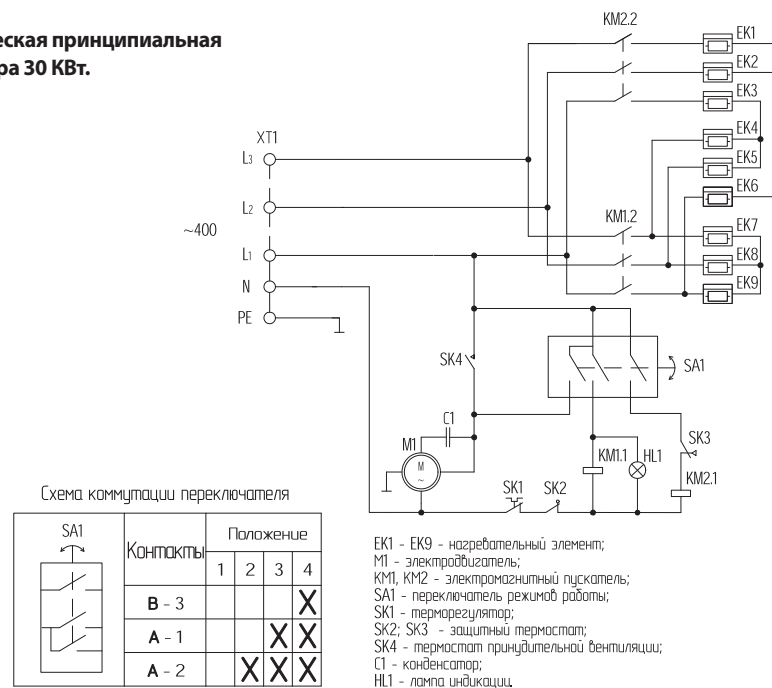 еская принципиальная
ра 30 КВт.
KM2.2
EK1
EK2
EK3
EK4
EK5
EK6
XT1
L3
L2
~400
L1
N
PE
KM1.2
EK7
EK8
EK9
SK4
SA1
C1
M1
M
~
SK3
KM1.1
HL1
KM2.1
SK1
SK2
Схема коммутации переключателя
SA1
Контакты
Положение
1 2 3 4
В - 3 X
А - 1 X X
А - 2 X X X
EK1 - EK9 - нагревательный элемент;
M1 - электродвигатель;
KM1, KM2 - электромагнитный пускатель;
SA1 - переключатель режимов работы;
SK1 - терморегулятор;
SK2; SK3 - защитный термостат;
SK4 - термостат принудительной вентиляции;
C1 - конденсатор;
HL1 - лампа индикации.